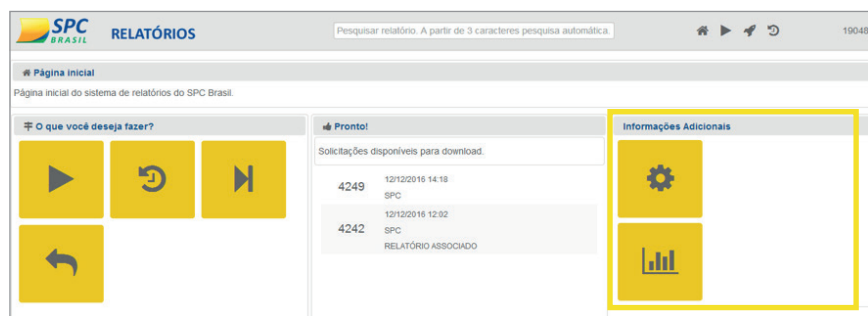 SPC
BRASIL
RELATÓRIOS
Pesquisar relatório. A partir de 3 caracteres pesquisa automática.
19048
Página inicial
Página inicial do sistema de relatórios do SPC Brasil.
O que você deseja fazer?
Pronto!
Solicitações disponíveis para download.
4249
12/12/2016 14:18
SPC
4242
12/12/2016 12:02
SPC
RELATÓRIO ASSOCIADO
Informações Adicionais